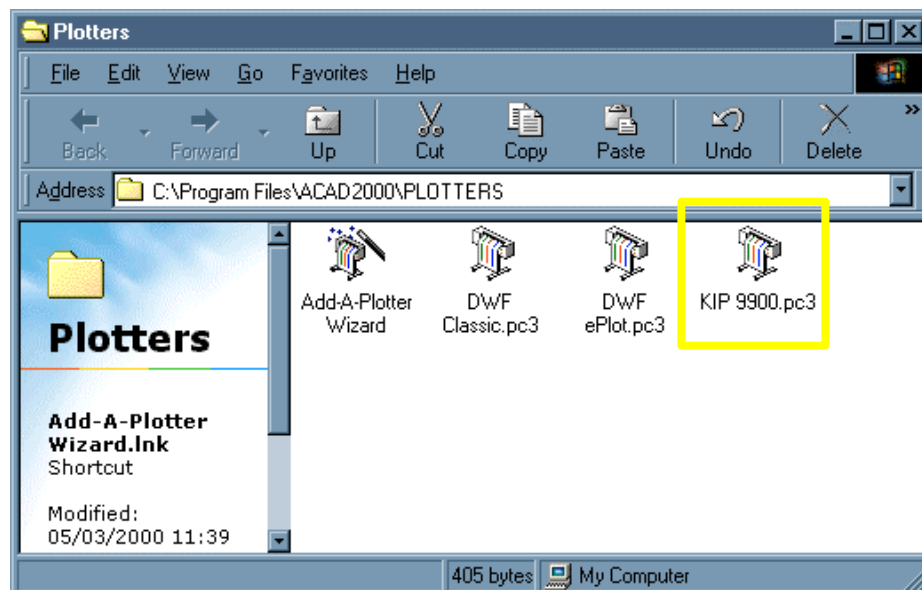 Plotters
File Edit View Go Favorites Help
Back Forward Up Cut Copy Paste Undo Delete »
Address C:\Program Files\ACAD2000\PLOTTERS
Plotters
Add-A-Plotter
Wizard.lnk
Shortcut
Modified:
05/03/2000 11:39
Add-A-Plotter
Wizard
DWF
Classic.pc3
DWF
ePlot.pc3
KIP 9900.pc3
405 bytes My Computer